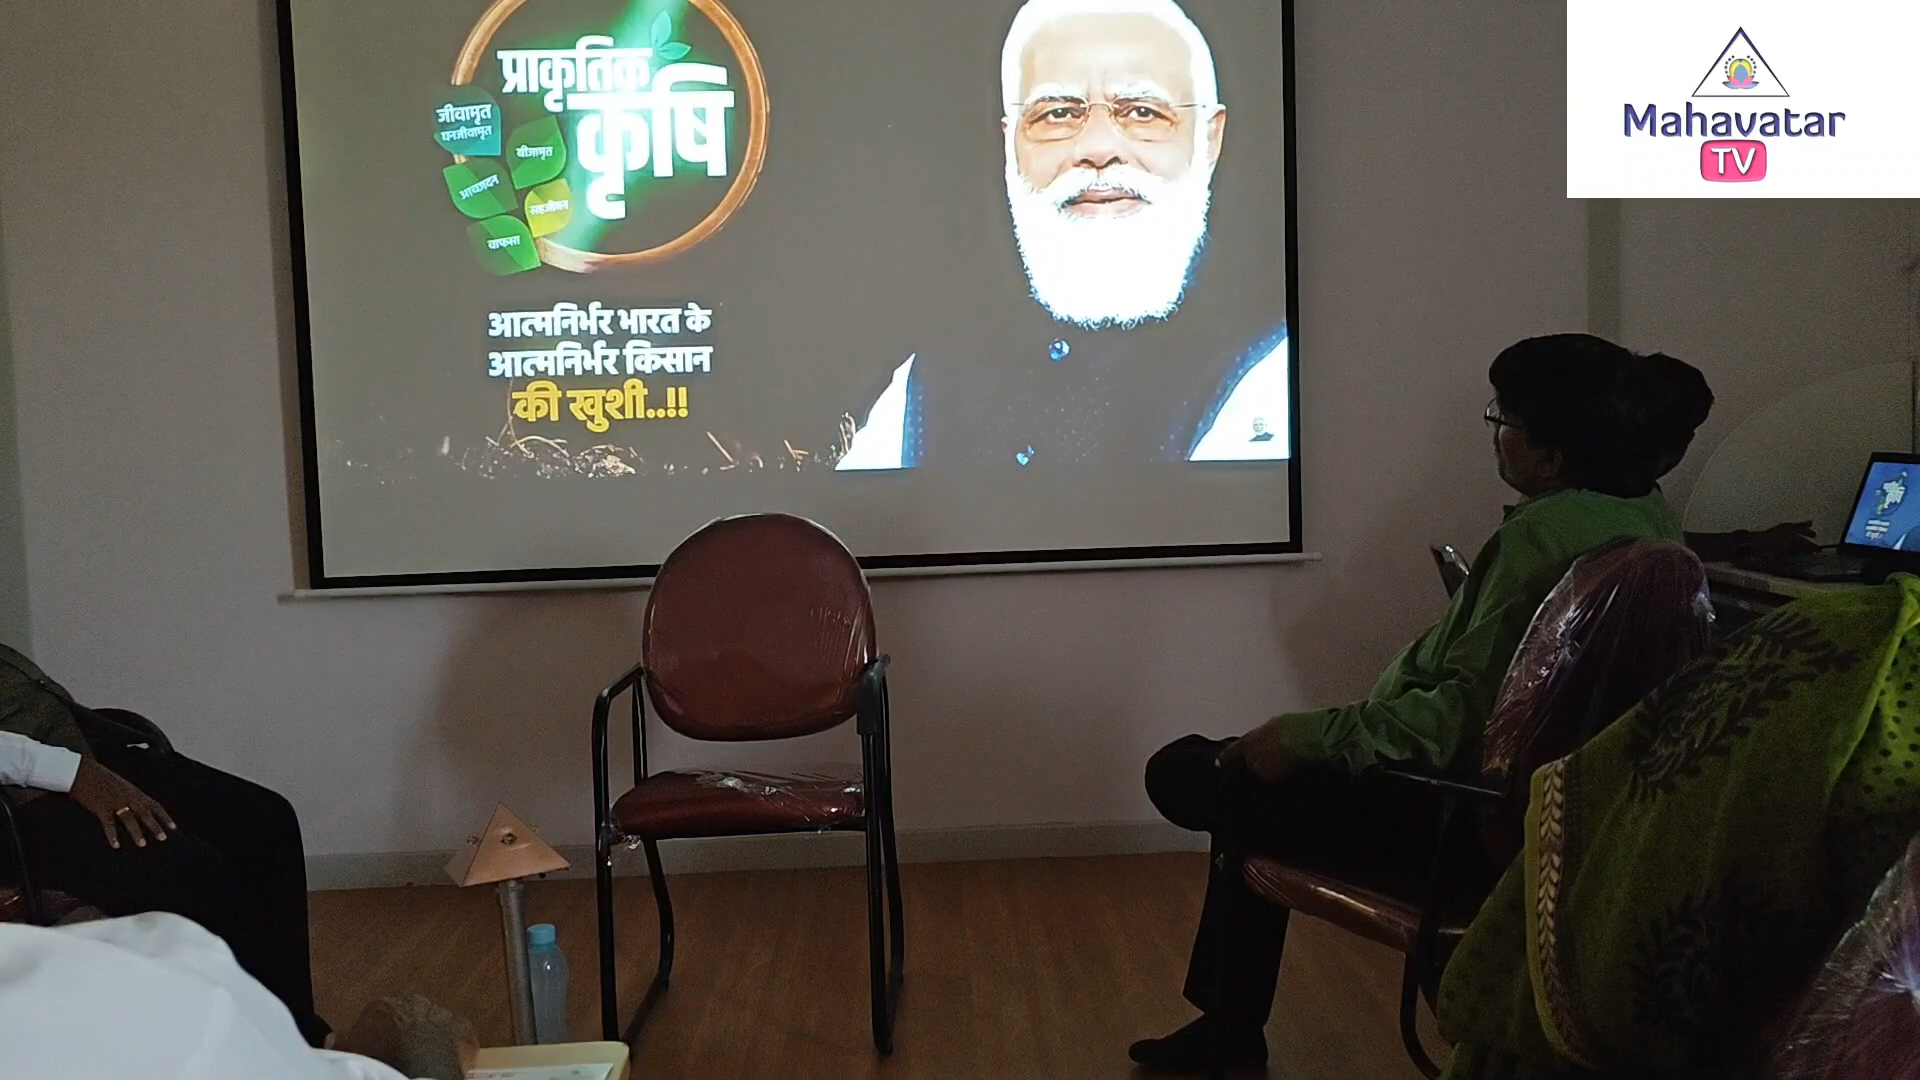 प्राकृतिक
कृषि
जीवामृत
घनजीवामृत
बीजामृत
आच्छादन
सहजीवन
वाफसा
आत्मनिर्भर भारत के
आत्मनिर्भर किसान
की खुशी..!!
Mahavatar
TV